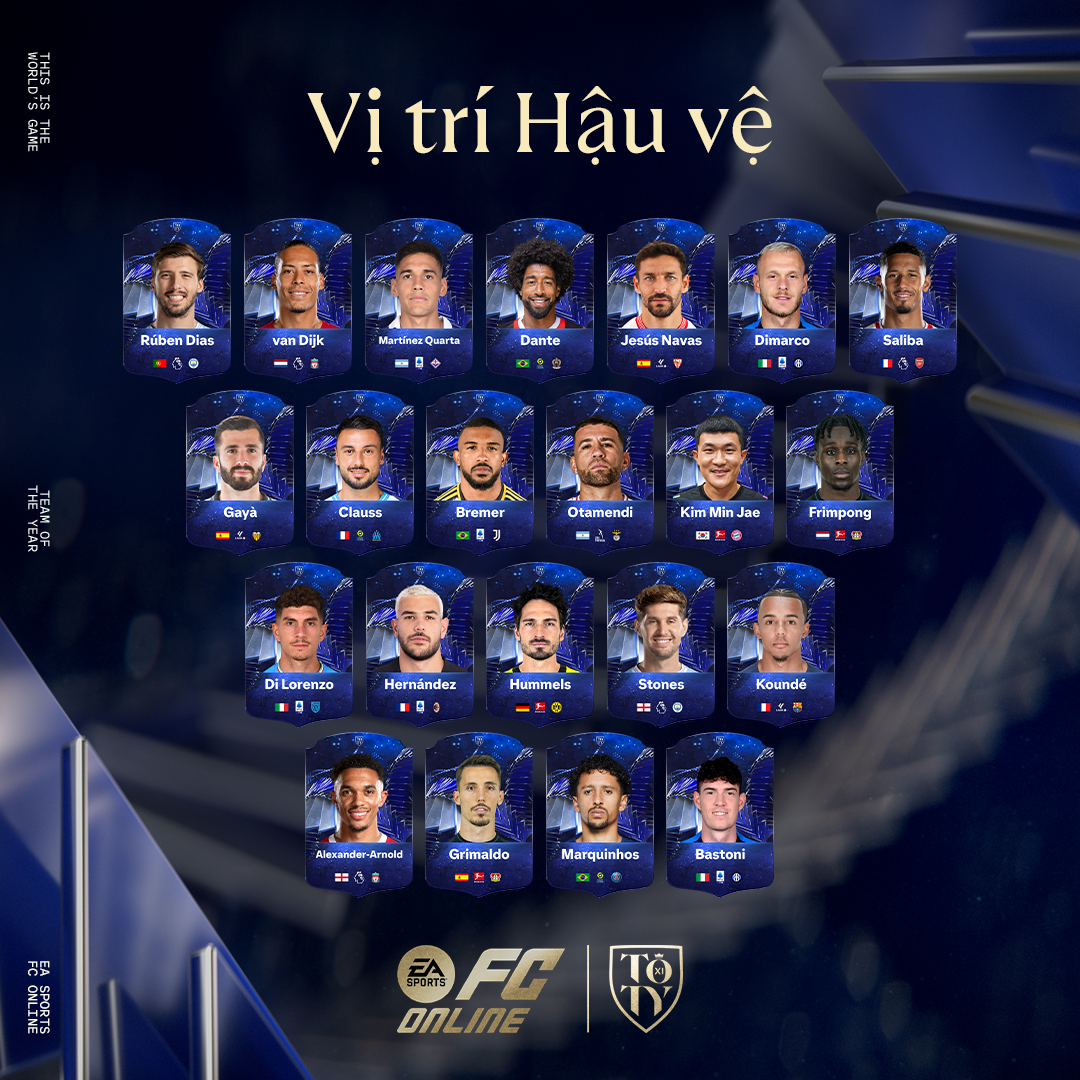 THIS IS THE
WORLD'S GAME
Vị trí Hậu vệ
Rúben Dias
van Dijk
Martínez Quarta
Dante
Jesús Navas
Dimarco
Saliba
Gayà
Clauss
Bremer
Otamendi
Kim Min Jae
Frimpong
TEAM OF
THE YEAR
Di Lorenzo
Hernández
Hummels
Stones
Koundé
Alexander-Arnold
Grimaldo
Marquinhos
Bastoni
EA SPORTS
FC ONLINE
EA
SPORTS
FC
ONLINE
TOTY
XI